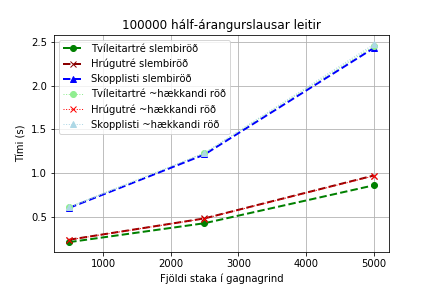 100000 hálf-árangurslausar leitir
Tvíleitartré slembiröð
Hrúgutré slembiröð
Skopplisti slembiröð
Tvíleitartré ~hækkandi röð
Hrúgutré ~hækkandi röð
Skopplisti ~hækkandi röð
Tími (s)
2.5
2.0
1.5
1.0
0.5
1000 2000 3000 4000 5000
Fjöldi staka í gagnagrind